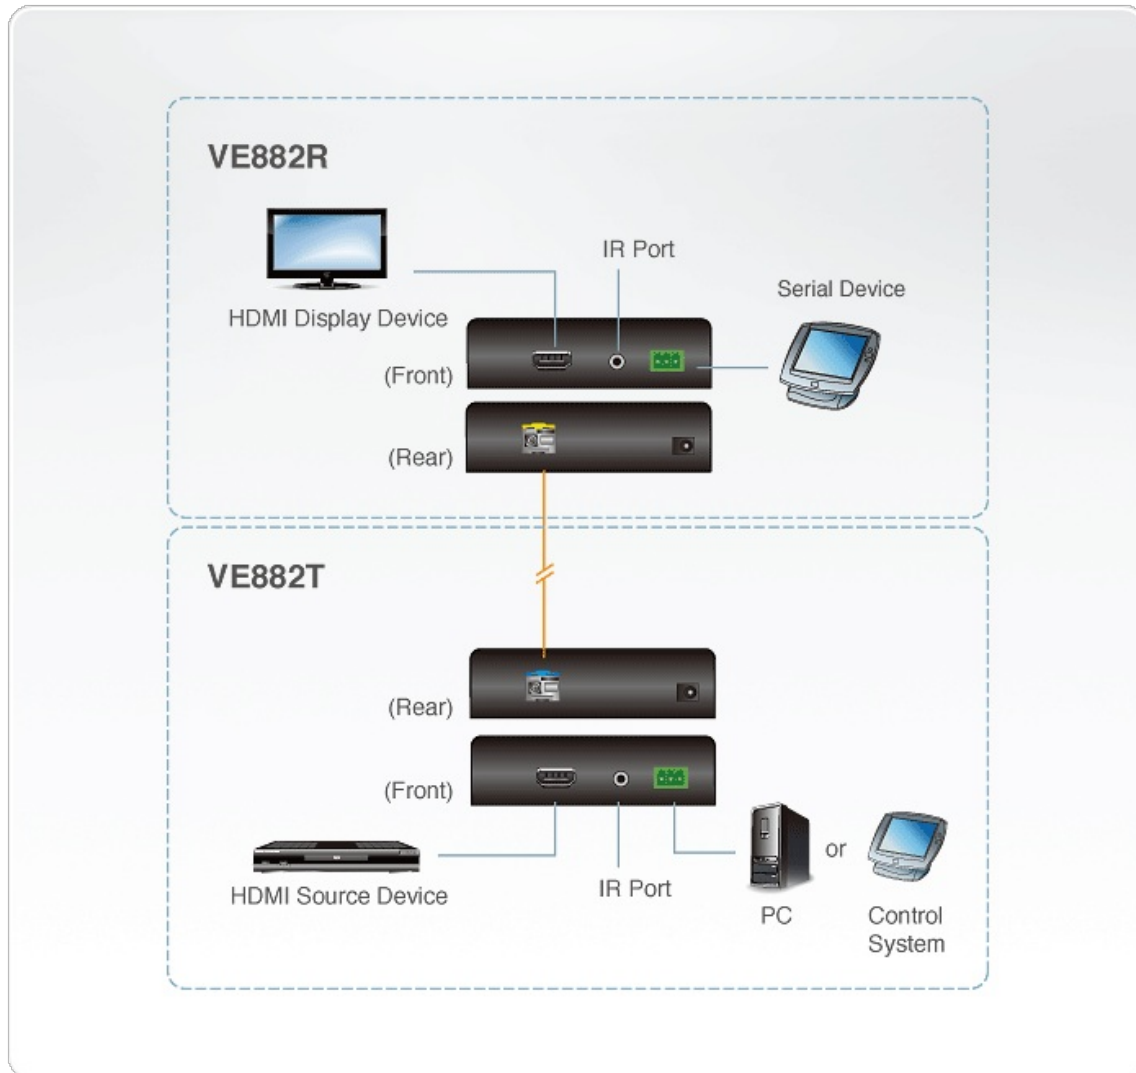 VE882R
IR Port
Serial Device
HDMI Display Device
(Front)
(Rear)
VE882T
(Rear)
(Front)
HDMI Source Device
IR Port
or
PC
Control
System